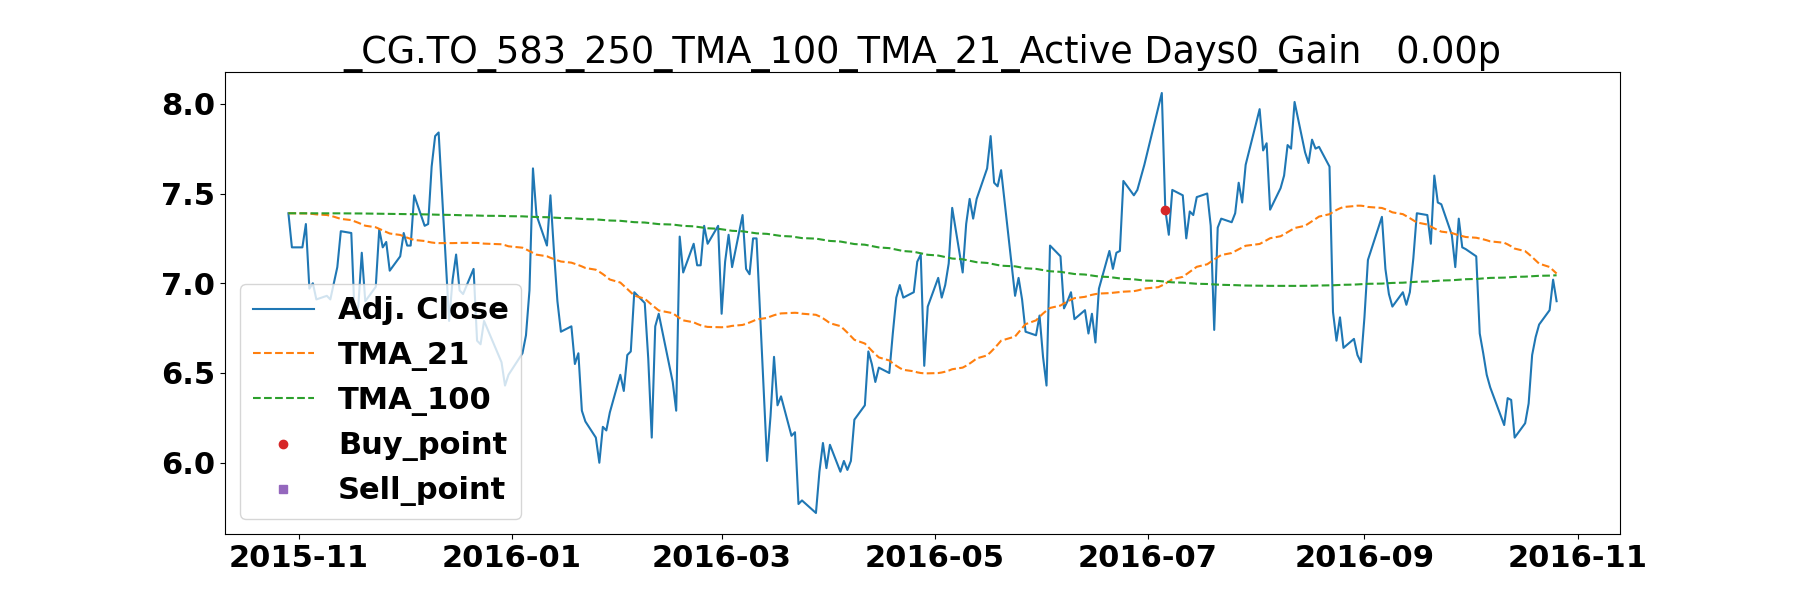 _CG.TO_583_250_TMA_100_TMA_21_Active Days0_Gain   0.00p
8.0
7.5
7.0
6.5
6.0
Adj. Close
TMA_21
TMA_100
Buy_point
Sell_point
2015-11 2016-01 2016-03 2016-05 2016-07 2016-09 2016-11